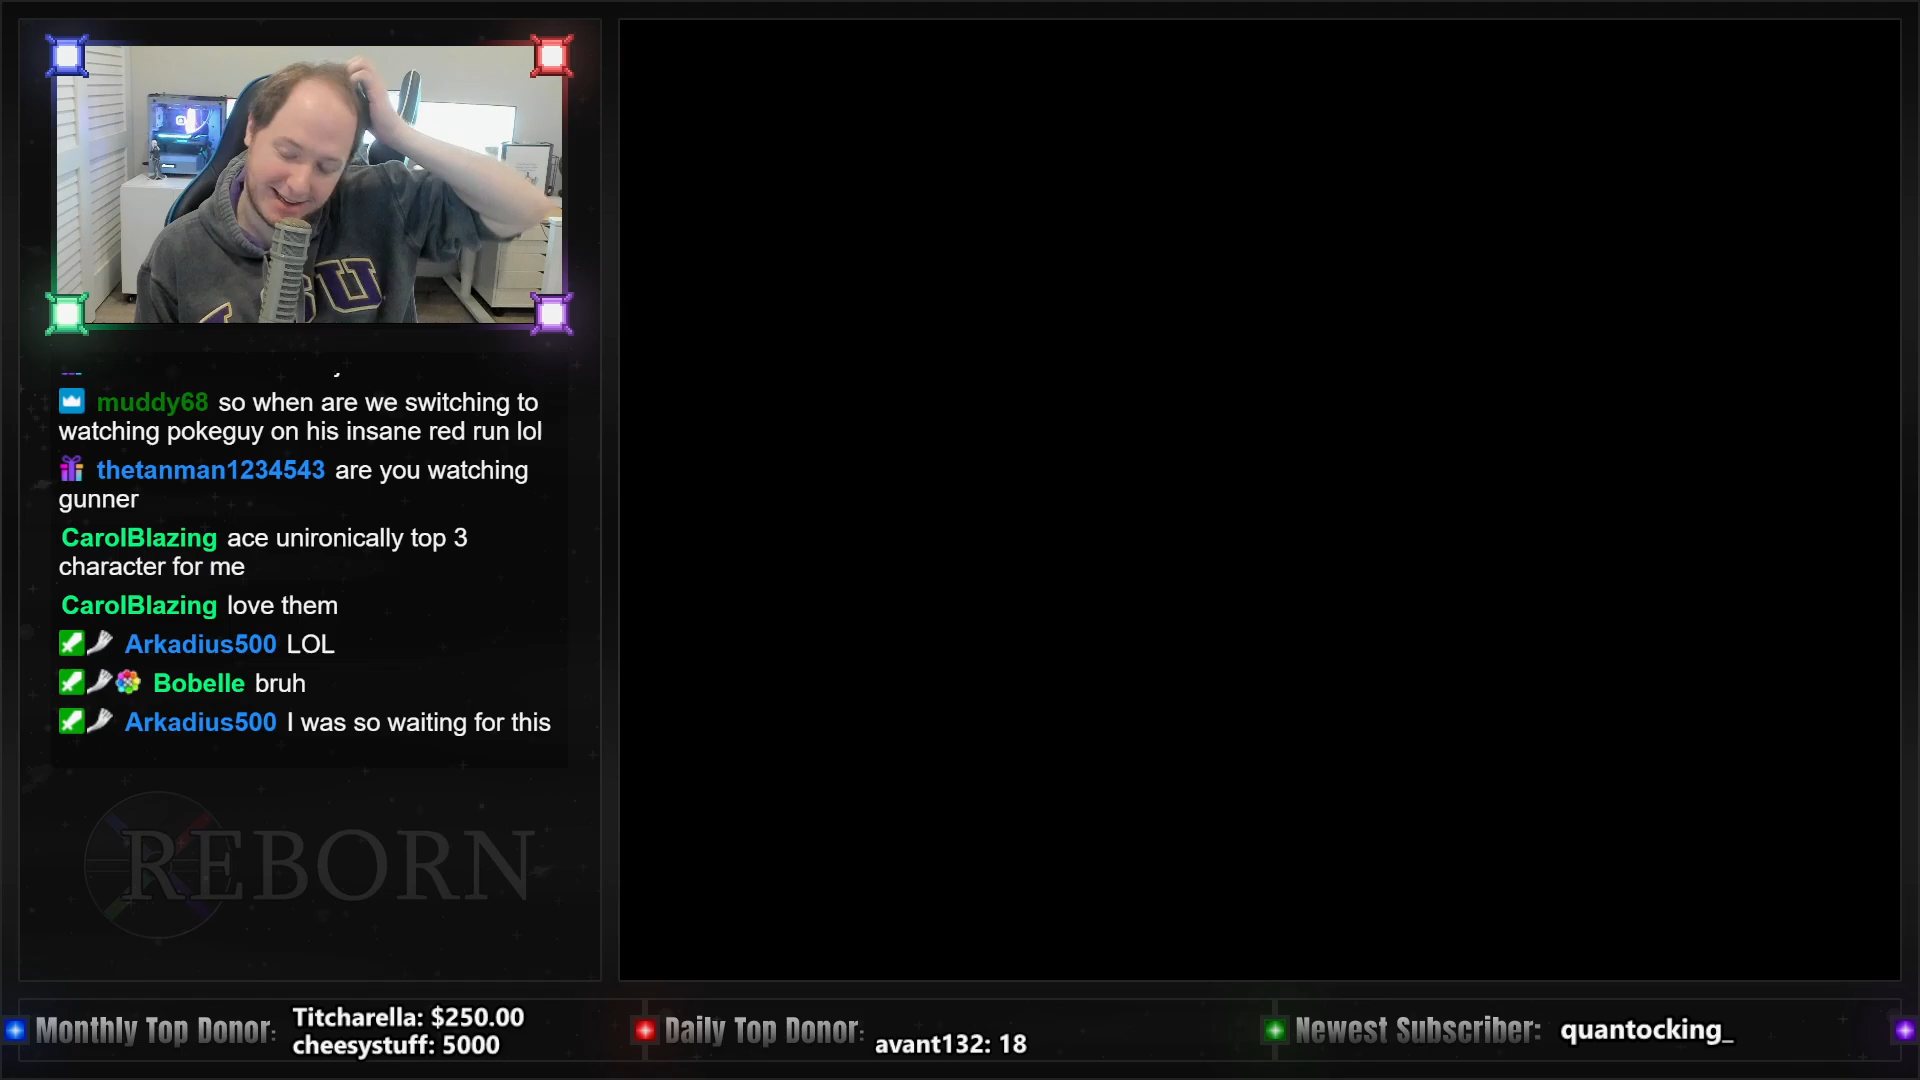 muddy68 so when are we switching to
watching pokeguy on his insane red run lol
thetanman1234543 are you watching
gunner
CarolBlazing ace unironically top 3
character for me
CarolBlazing love them
Arkadius500 LOL
Bobelle bruh
Arkadius500 I was so waiting for this
REBORN
Monthly Top Donor:
Titcharella: $250.00
cheesystuff: 5000
Daily Top Donor:
avant132: 18
Newest Subscriber:
quantocking_